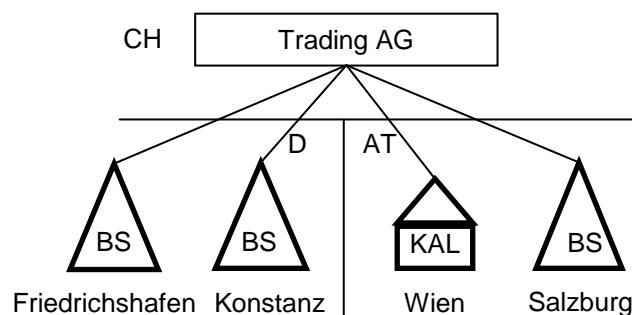 CH Trading AG
D AT
BS BS KAL BS
Friedrichshafen Konstanz Wien Salzburg